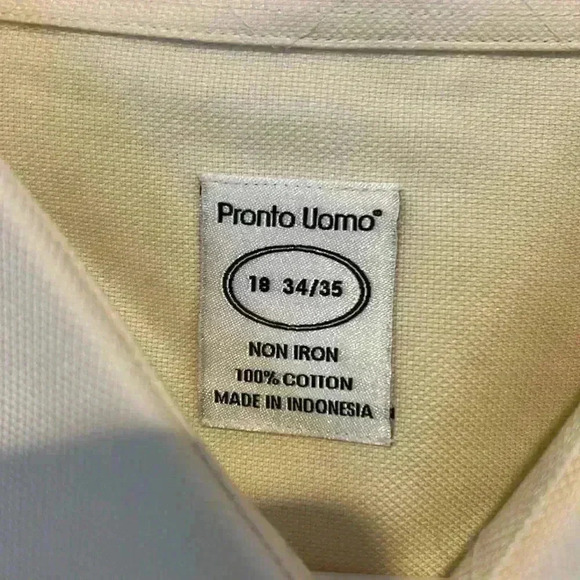 Pronto Uomo®
18 34/35
NON IRON
100% COTTON
MADE IN INDONESIA